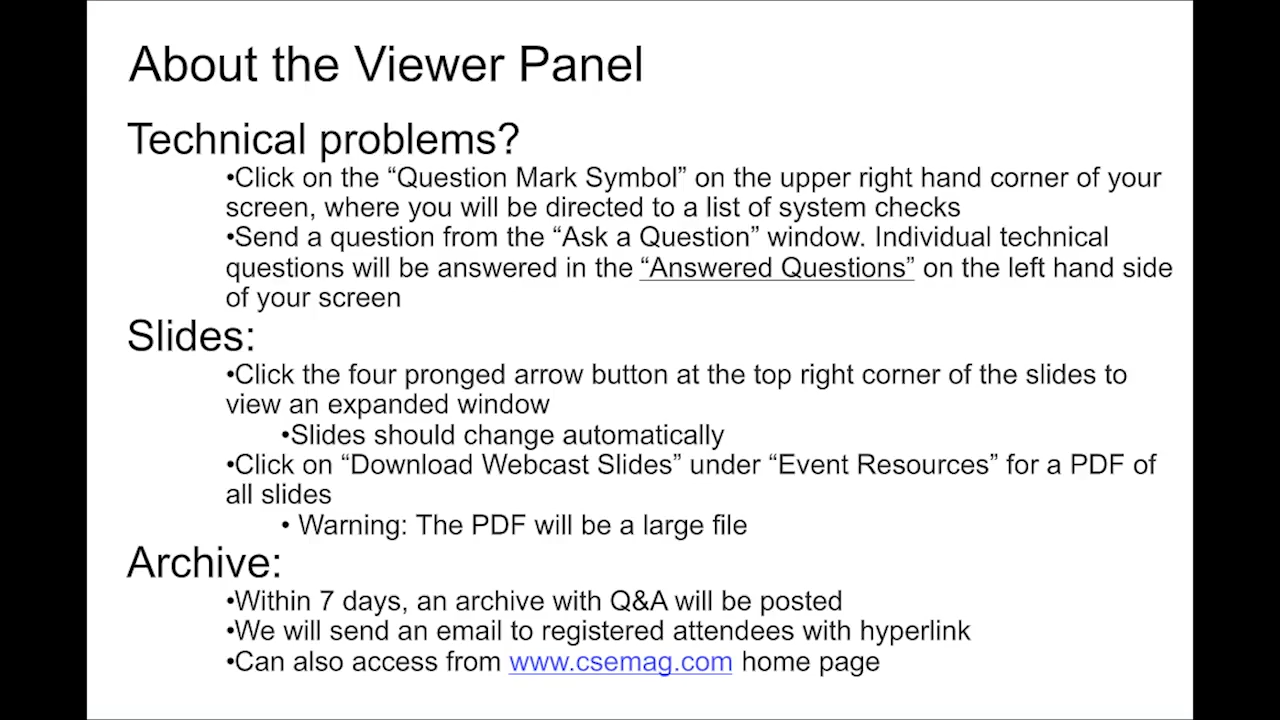 About the Viewer Panel
Technical problems?
•Click on the “Question Mark Symbol” on the upper right hand corner of your
screen, where you will be directed to a list of system checks
•Send a question from the “Ask a Question” window. Individual technical
questions will be answered in the “Answered Questions” on the left hand side
of your screen
Slides:
•Click the four pronged arrow button at the top right corner of the slides to
view an expanded window
•Slides should change automatically
•Click on “Download Webcast Slides” under “Event Resources” for a PDF of
all slides
• Warning: The PDF will be a large file
Archive:
•Within 7 days, an archive with Q&A will be posted
•We will send an email to registered attendees with hyperlink
•Can also access from www.csemag.com home page